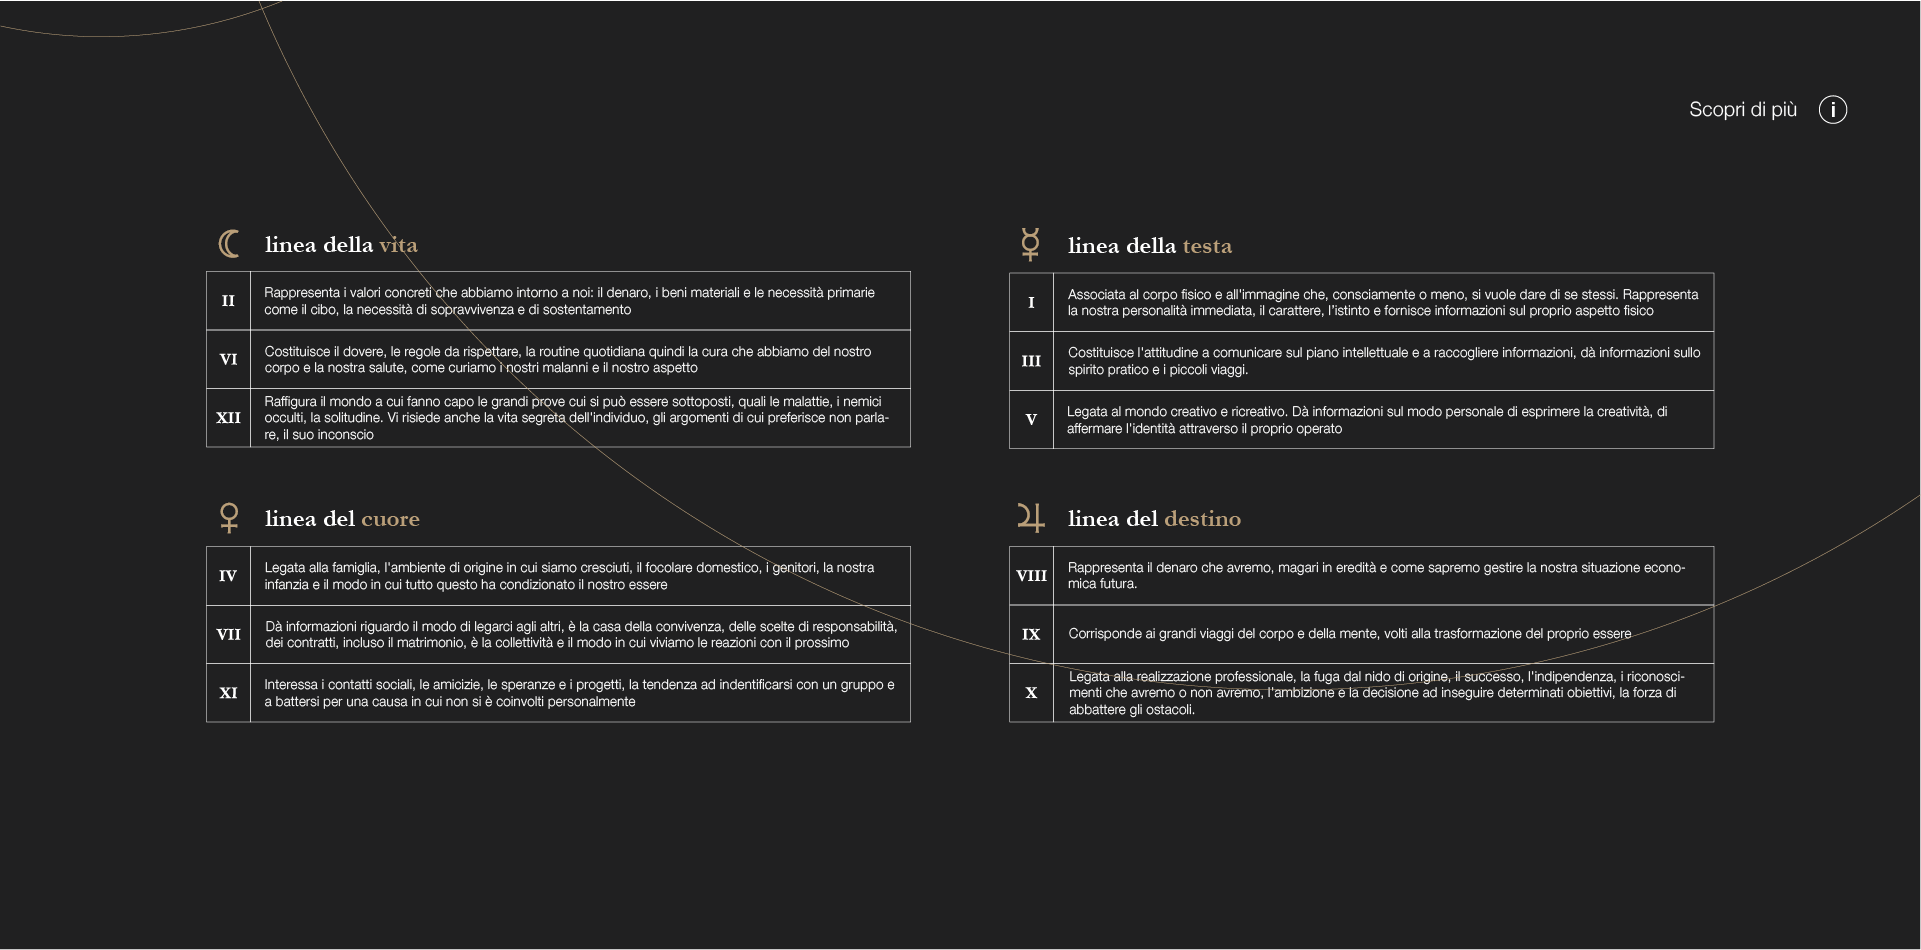 Scopri di più i
linea della vita
II
Rappresenta i valori concreti che abbiamo intorno a noi: il denaro, i beni materiali e le necessità primarie
come il cibo, la necessità di sopravvivenza e di sostentamento
VI
Costituisce il dovere, le regole da rispettare, la routine quotidiana quindi la cura che abbiamo del nostro
corpo e la nostra salute, come curiamo i nostri malanni e il nostro aspetto
XII
Raffigura il mondo a cui fanno capo le grandi prove cui si può essere sottoposti, quali le malattie, i nemici
occulti, la solitudine. Vi risiede anche la vita segreta dell'individuo, gli argomenti di cui preferisce non parla-
re, il suo inconscio
linea della testa
I
Associata al corpo fisico e all'immagine che, consciamente o meno, si vuole dare di se stessi. Rappresenta
la nostra personalità immediata, il carattere, l'istinto e fornisce informazioni sul proprio aspetto fisico
III
Costituisce l'attitudine a comunicare sul piano intellettuale e a raccogliere informazioni, dà informazioni sullo
spirito pratico e i piccoli viaggi.
V
Legata al mondo creativo e ricreativo. Dà informazioni sul modo personale di esprimere la creatività, di
affermare l'identità attraverso il proprio operato
linea del cuore
IV
Legata alla famiglia, l'ambiente di origine in cui siamo cresciuti, il focolare domestico, i genitori, la nostra
infanzia e il modo in cui tutto questo ha condizionato il nostro essere
VII
Dà informazioni riguardo il modo di legarci agli altri, è la casa della convivenza, delle scelte di responsabilità,
dei contratti, incluso il matrimonio, è la collettività e il modo in cui viviamo le reazioni con il prossimo
XI
Interessa i contatti sociali, le amicizie, le speranze e i progetti, la tendenza ad indentificarsi con un gruppo e
a battersi per una causa in cui non si è coinvolti personalmente
linea del destino
VIII
Rappresenta il denaro che avremo, magari in eredità e come sapremo gestire la nostra situazione econo-
mica futura.
IX
Corrisponde ai grandi viaggi del corpo e della mente, volti alla trasformazione del proprio essere
X
Legata alla realizzazione professionale, la fuga dal nido di origine, il successo, l'indipendenza, i riconosci-
menti che avremo o non avremo, l'ambizione e la decisione ad inseguire determinati obiettivi, la forza di
abbattere gli ostacoli.